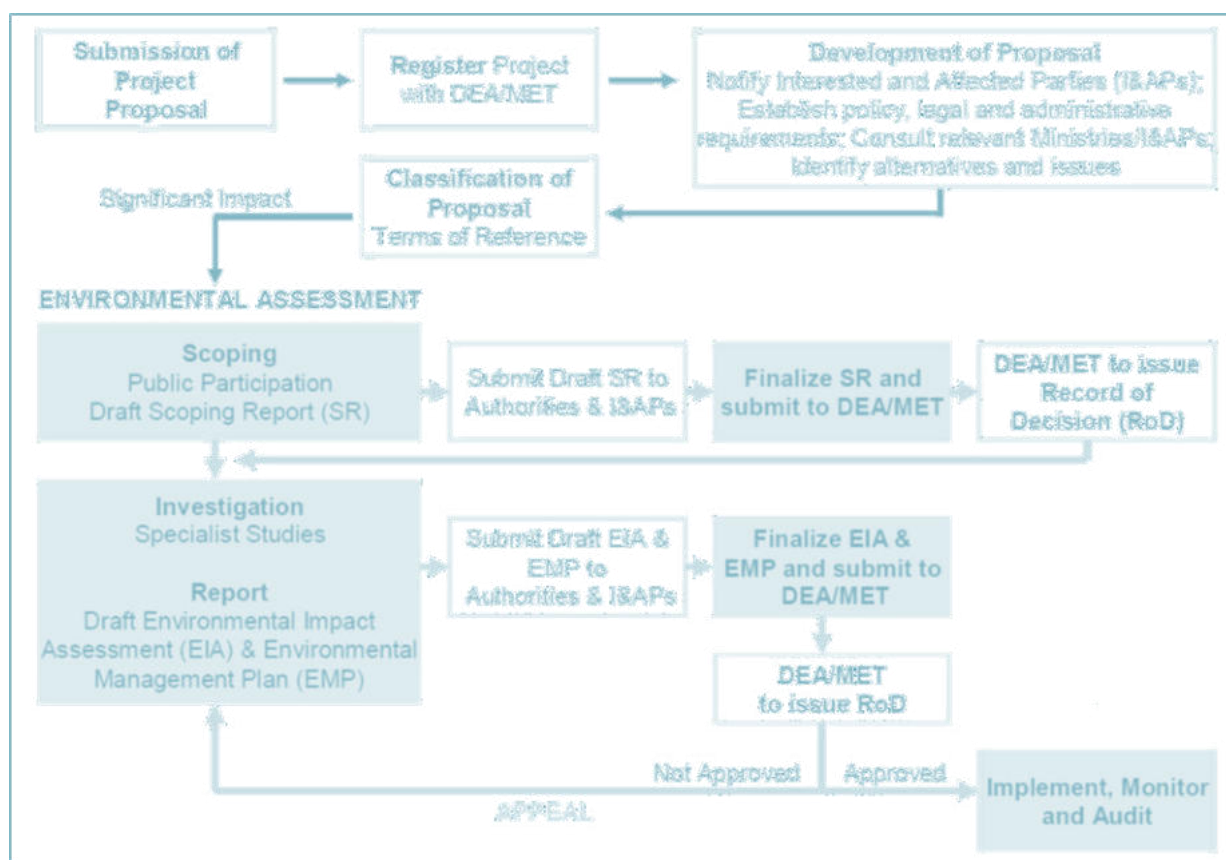 Submission of
Project
Proposal
Register Project
with DEA/MET
Development of Proposal
Notify Interested and Affected Parties (I&APs);
Establish policy, legal and administrative
requirements; Consult relevant Ministries/I&APs;
Identify alternatives and issues
Classification of
Proposal
Terms of Reference
Significant Impact
ENVIRONMENTAL ASSESSMENT
Scoping
Public Participation
Draft Scoping Report (SR)
Submit Draft SR to
Authorities & I&APs
Finalize SR and
submit to DEA/MET
DEA/MET to issue
Record of
Decision (RoD)
Investigation
Specialist Studies
Report
Draft Environmental Impact
Assessment (EIA) & Environmental
Management Plan (EMP)
Submit Draft EIA &
EMP to
Authorities & I&APs
Finalize EIA &
EMP and submit to
DEA/MET
DEA/MET
to issue RoD
Not Approved
Approved
APPEAL
Implement, Monitor
and Audit